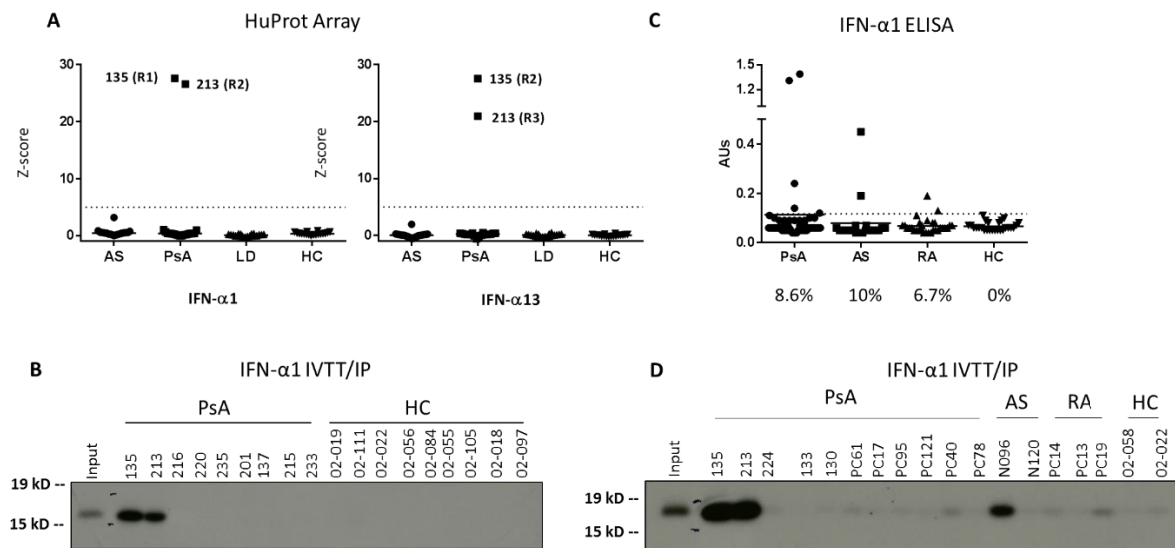 A
HuProt Array
Z-score
30
20
10
0
135 (R1)
213 (R2)
AS PsA LD HC
IFN-α1
Z-score
30
20
10
0
135 (R2)
213 (R3)
AS PsA LD HC
IFN-α13
C
IFN-α1 ELISA
AUs
1.5
1.2
0.4
0.2
0.0
PsA AS RA HC
8.6% 10% 6.7% 0%
B
IFN-α1 IVTT/IP
PsA HC
Input 135 213 216 220 235 201 137 215 233 02-019 02-111 02-022 02-056 02-084 02-055 02-105 02-018 02-097
19 kD --
15 kD --
D
IFN-α1 IVTT/IP
PsA AS RA HC
Input 135 213 224 133 130 PC61 PC17 PC95 PC121 PC40 PC78 N096 N120 PC14 PC13 PC19 02-058 02-022
19 kD --
15 kD --